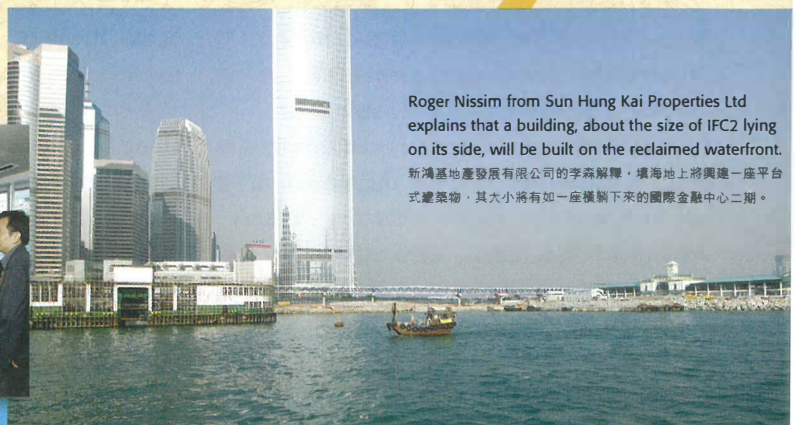 Roger Nissim from Sun Hung Kai Properties Ltd
explains that a building, about the size of IFC2 lying
on its side, will be built on the reclaimed waterfront.
新鴻基地產發展有限公司的李森解釋，填海地上將興建一座平台
式建築物，其大小將有如一座橫躺下來的國際金融中心二期。